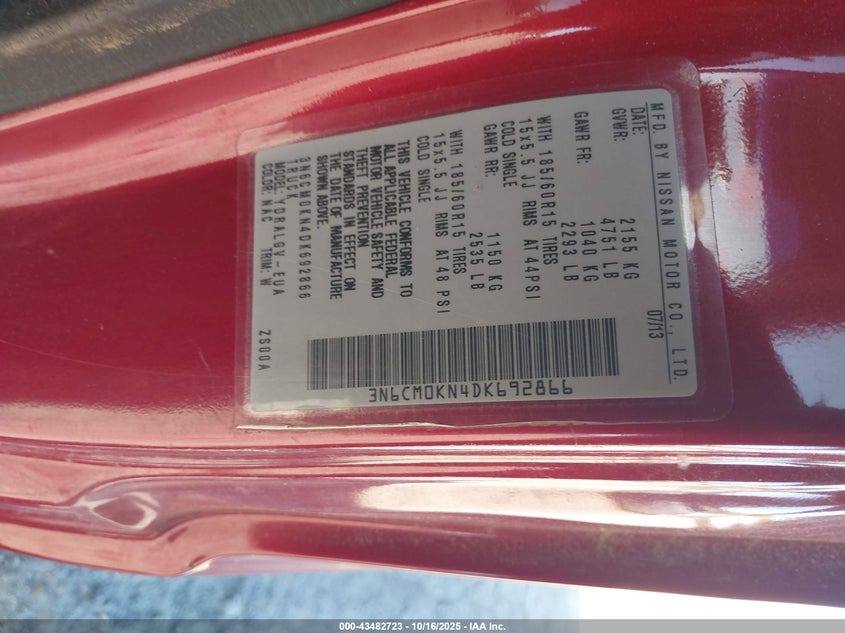 MFD. BY NISSAN MOTOR CO., LTD.
DATE: 07/13
GVWR: 2155 KG
4751 LB
GAWR FR: 1040 KG
2293 LB
WITH 185/60R15 TIRES
15x5.5 JJ RIMS AT 44PSI
COLD SINGLE
GAWR RR: 1150 KG
2535 LB
WITH 185/60R15 TIRES
15x5.5 JJ RIMS AT 48 PSI
COLD SINGLE
THIS VEHICLE CONFORMS TO
ALL APPLICABLE FEDERAL
MOTOR VEHICLE SAFETY AND
THEFT PREVENTION
STANDARDS IN EFFECT ON
THE DATE OF MANUFACTURE
SHOWN ABOVE.
3N6CM0KN4DK692866
TRUCK
MODEL: YDRALGV-EUA
COLOR: NAC TRIM: W ZS00A
3N6CM0KN4DK692866
000-43482723 | 10/16/2025 | IAA Inc.